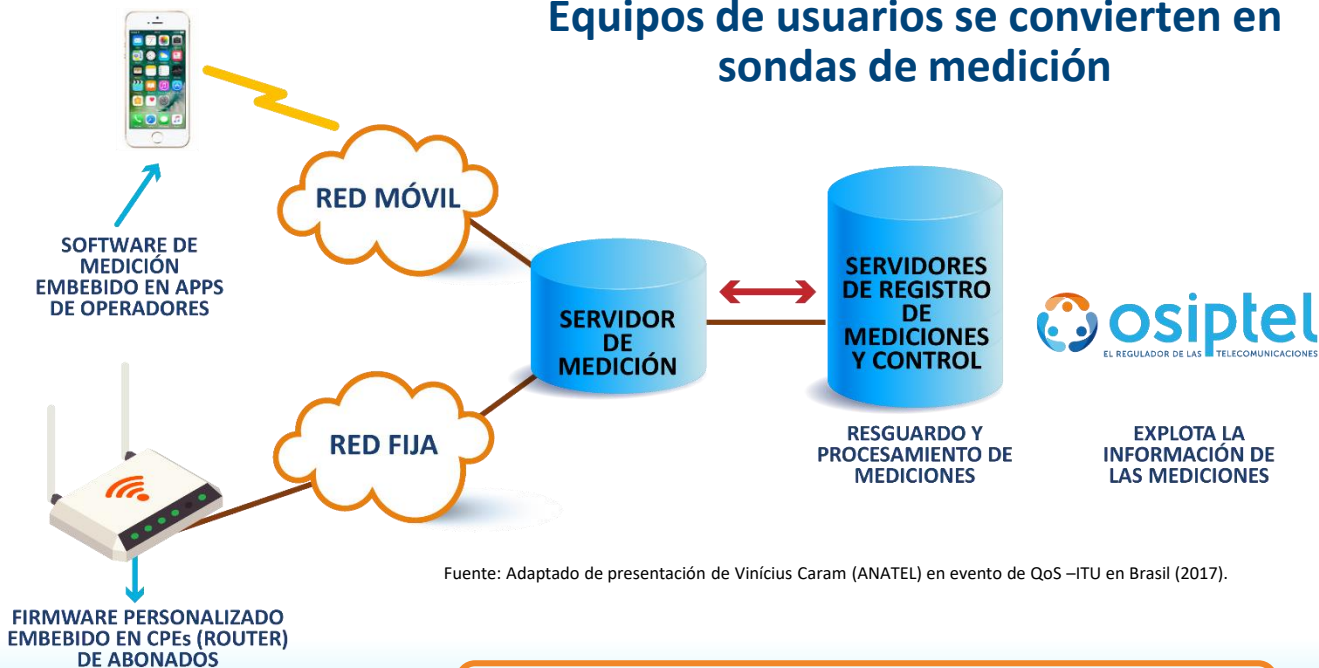 Equipos de usuarios se convierten en
sondas de medición
RED MÓVIL
SOFTWARE DE
MEDICIÓN
EMBEBIDO EN APPS
DE OPERADORES
SERVIDOR
DE
MEDICIÓN
SERVIDORES
DE REGISTRO
DE
MEDICIONES
Y CONTROL
osiptel
EL REGULADOR DE LAS TELECOMUNICACIONES
RED FIJA
RESGUARDO Y
PROCESAMIENTO DE
MEDICIONES
EXPLOTA LA
INFORMACIÓN DE
LAS MEDICIONES
Fuente: Adaptado de presentación de Vinícius Caram (ANATEL) en evento de QoS –ITU en Brasil (2017).
FIRMWARE PERSONALIZADO
EMBEBIDO EN CPEs (ROUTER)
DE ABONADOS